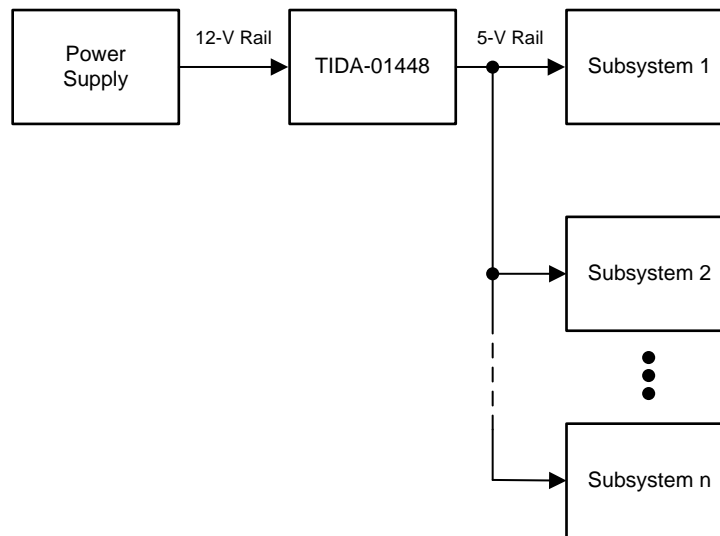 12-V Rail
5-V Rail
Power
Supply
TIDA-01448
Subsystem 1
Subsystem 2
Subsystem n